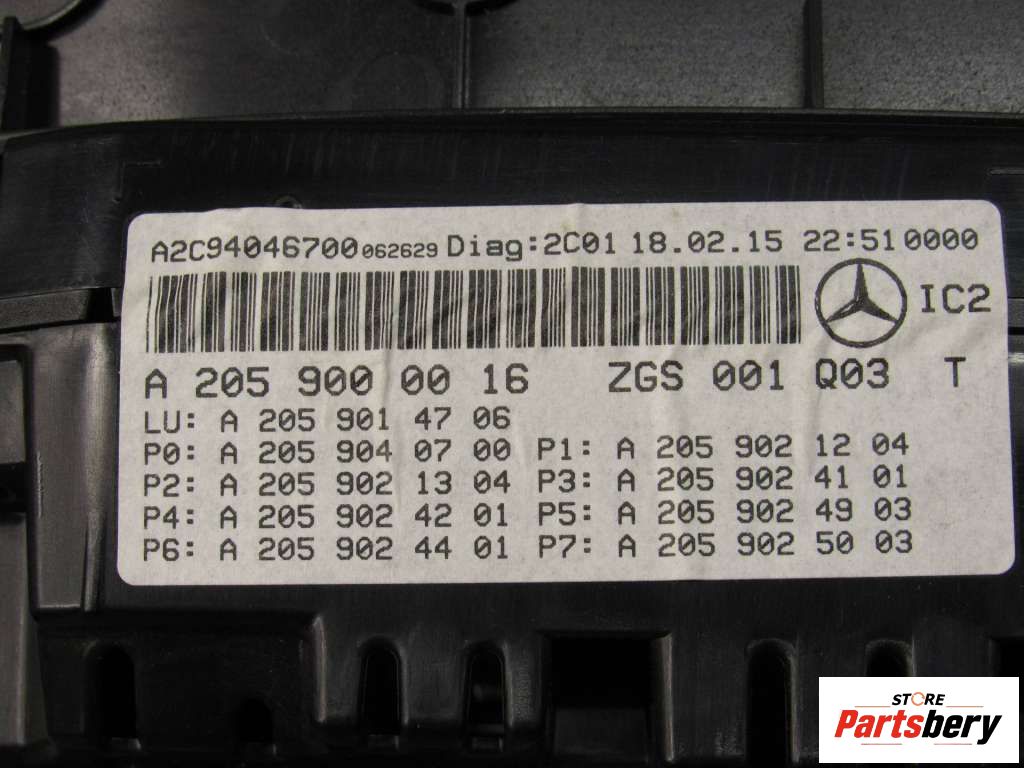 A2C94046700 062629 Diag:2C01 18.02.15 22:51 0000
IC2
A 205 900 00 16 ZGS 001 Q03 T
LU: A 205 901 47 06
P0: A 205 904 07 00 P1: A 205 902 12 04
P2: A 205 902 13 04 P3: A 205 902 41 01
P4: A 205 902 42 01 P5: A 205 902 49 03
P6: A 205 902 44 01 P7: A 205 902 50 03
STORE
Partsbery